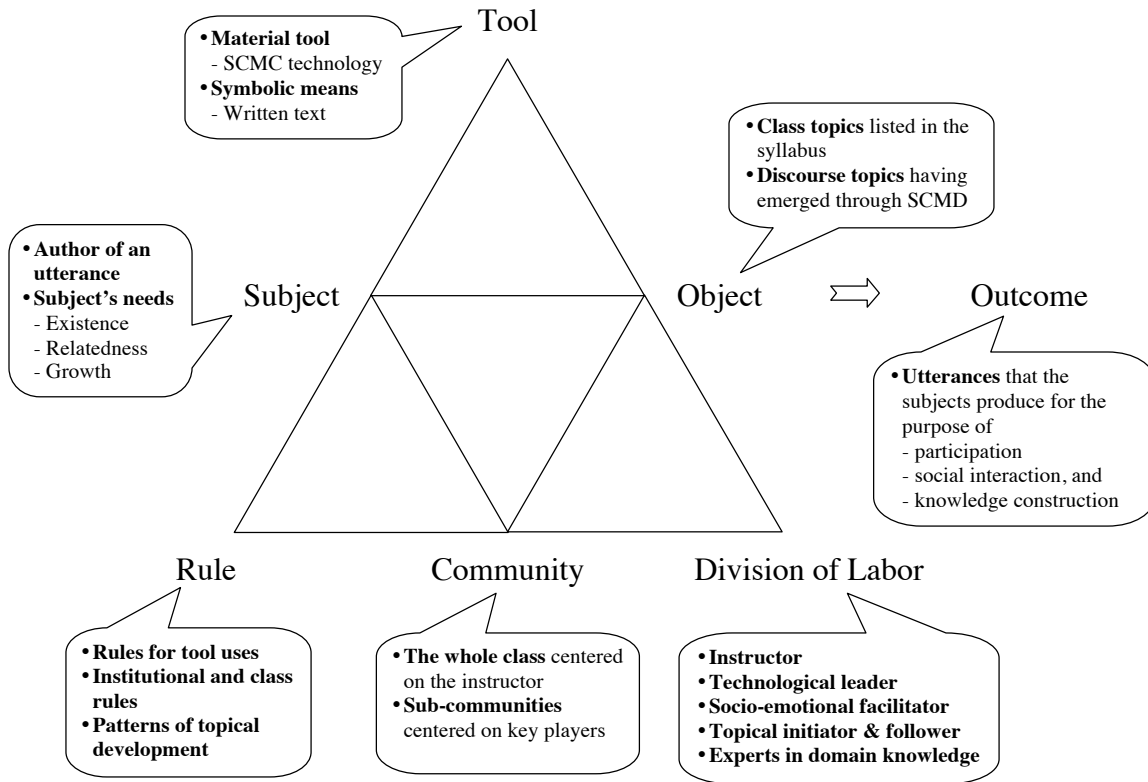 Tool
• Material tool
- SCMC technology
• Symbolic means
- Written text
• Class topics listed in the
syllabus
• Discourse topics having
emerged through SCMD
• Author of an
utterance
• Subject's needs
- Existence
- Relatedness
- Growth
Subject
Object
Outcome
• Utterances that the
subjects produce for the
purpose of
- participation
- social interaction, and
- knowledge construction
Rule
Community
Division of Labor
• Rules for tool uses
• Institutional and class
rules
• Patterns of topical
development
• The whole class centered
on the instructor
• Sub-communities
centered on key players
• Instructor
• Technological leader
• Socio-emotional facilitator
• Topical initiator & follower
• Experts in domain knowledge